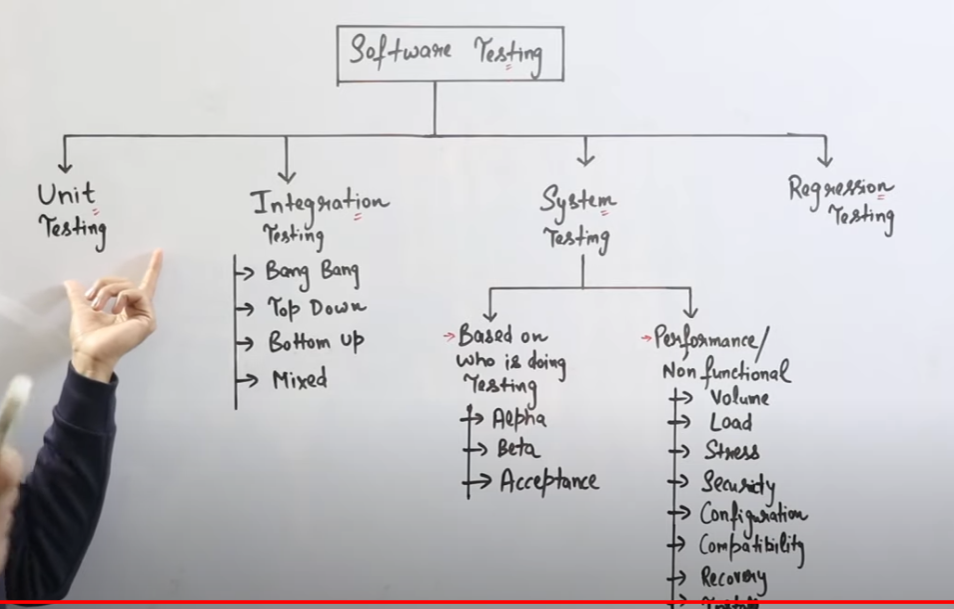 Software Testing
Unit
Testing
Integration
Testing
Bang Bang
Top Down
Bottom up
Mixed
System
Testing
Based on
who is doing
Testing
Alpha
Beta
Acceptance
Performance/
Non functional
Volume
Load
Stress
Security
Configuration
Compatibility
Recovery
Regression
Testing